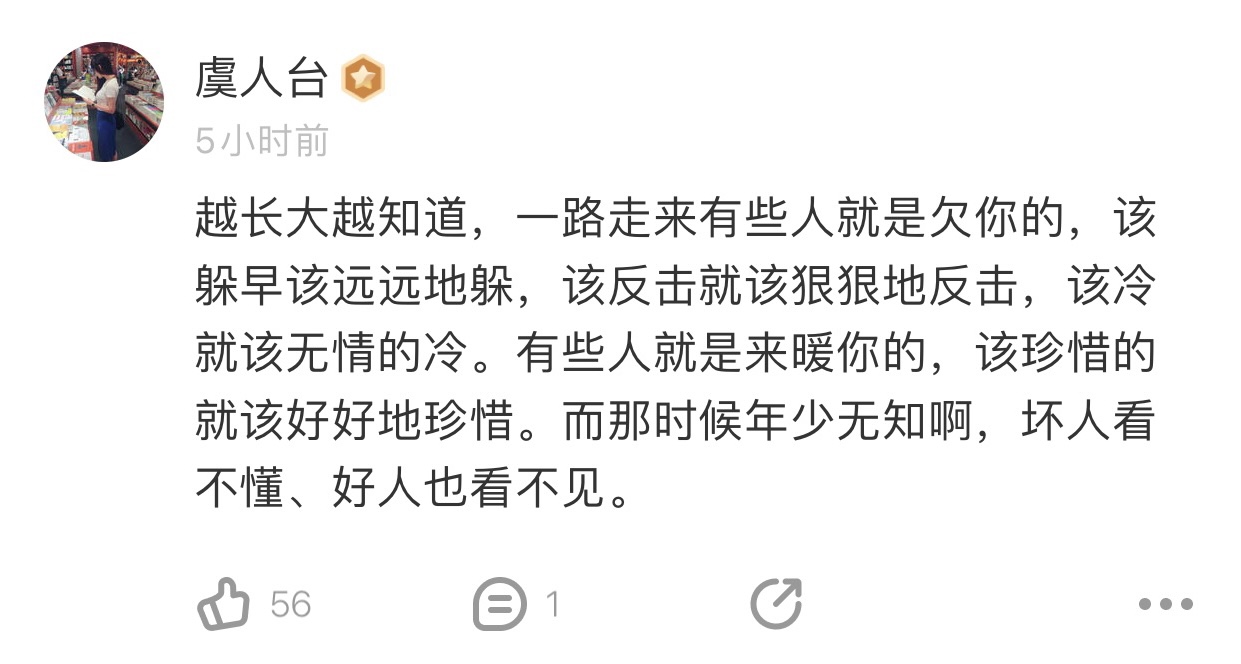 虞人台
5小时前
越长大越知道，一路走来有些人就是欠你的，该
躲早该远远地躲，该反击就该狠狠地反击，该冷
就该无情的冷。有些人就是来暖你的，该珍惜的
就该好好地珍惜。而那时候年少无知啊，坏人看
不懂、好人也看不见。
56 1